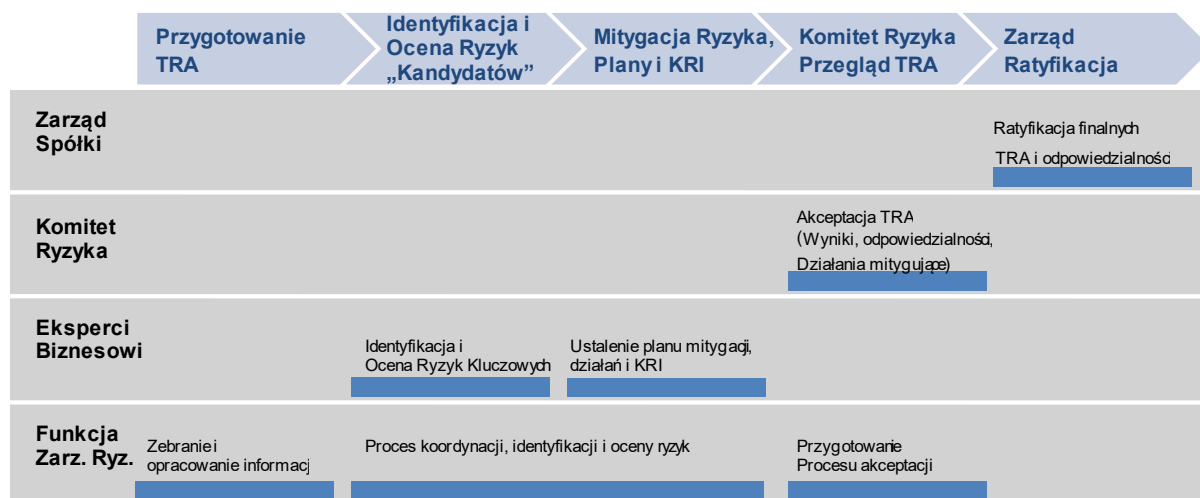 Przygotowanie
TRA
Identyfikacja i
Ocena Ryzyk
„Kandydatów”
Mitygacja Ryzyka,
Plany i KRI
Komitet Ryzyka
Przegląd TRA
Zarząd
Ratyfikacja
Zarząd
Spółki
Ratyfikacja finalnych
TRA i odpowiedzialności
Komitet
Ryzyka
Akceptacja TRA
(Wyniki, odpowiedzialności,
Działania mitygujące)
Eksperci
Biznesowi
Identyfikacja i
Ocena Ryzyk Kluczowych
Ustalenie planu mitygacji,
działań i KRI
Funkcja
Zarz. Ryz.
Zebranie i
opracowanie informacji
Proces koordynacji, identyfikacji i oceny ryzyk
Przygotowanie
Procesu akceptacji